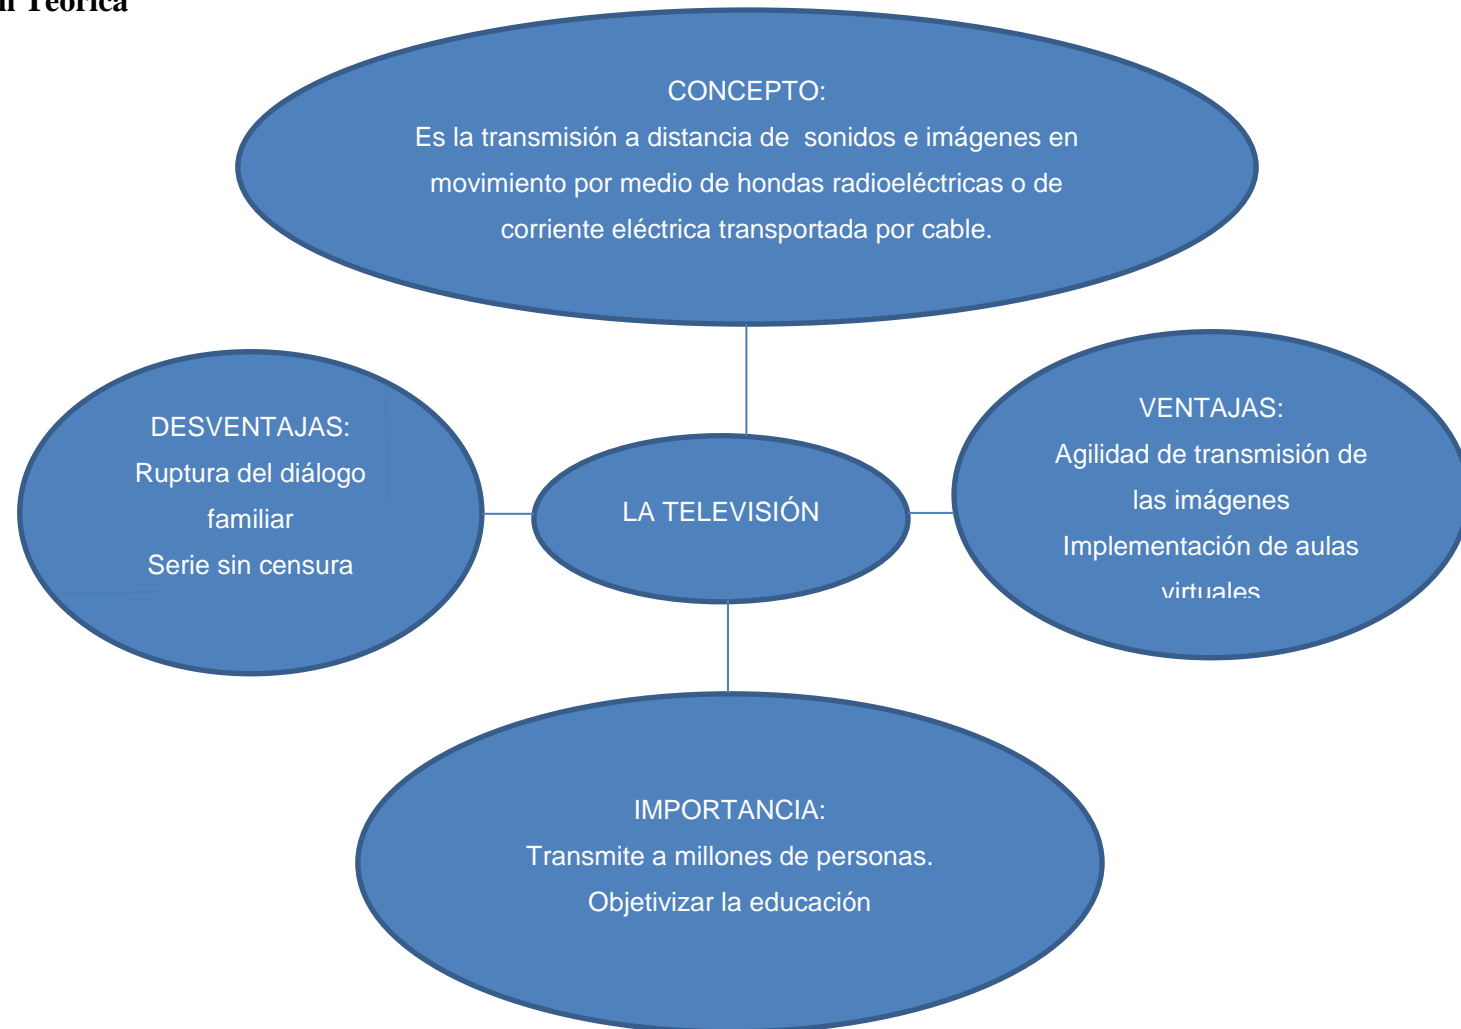 n Teórica
CONCEPTO:
Es la transmisión a distancia de  sonidos e imágenes en
movimiento por medio de hondas radioeléctricas o de
corriente eléctrica transportada por cable.
DESVENTAJAS:
Ruptura del diálogo
familiar
Serie sin censura
LA TELEVISIÓN
VENTAJAS:
Agilidad de transmisión de
las imágenes
Implementación de aulas
virtuales
IMPORTANCIA:
Transmite a millones de personas.
Objetivizar la educación